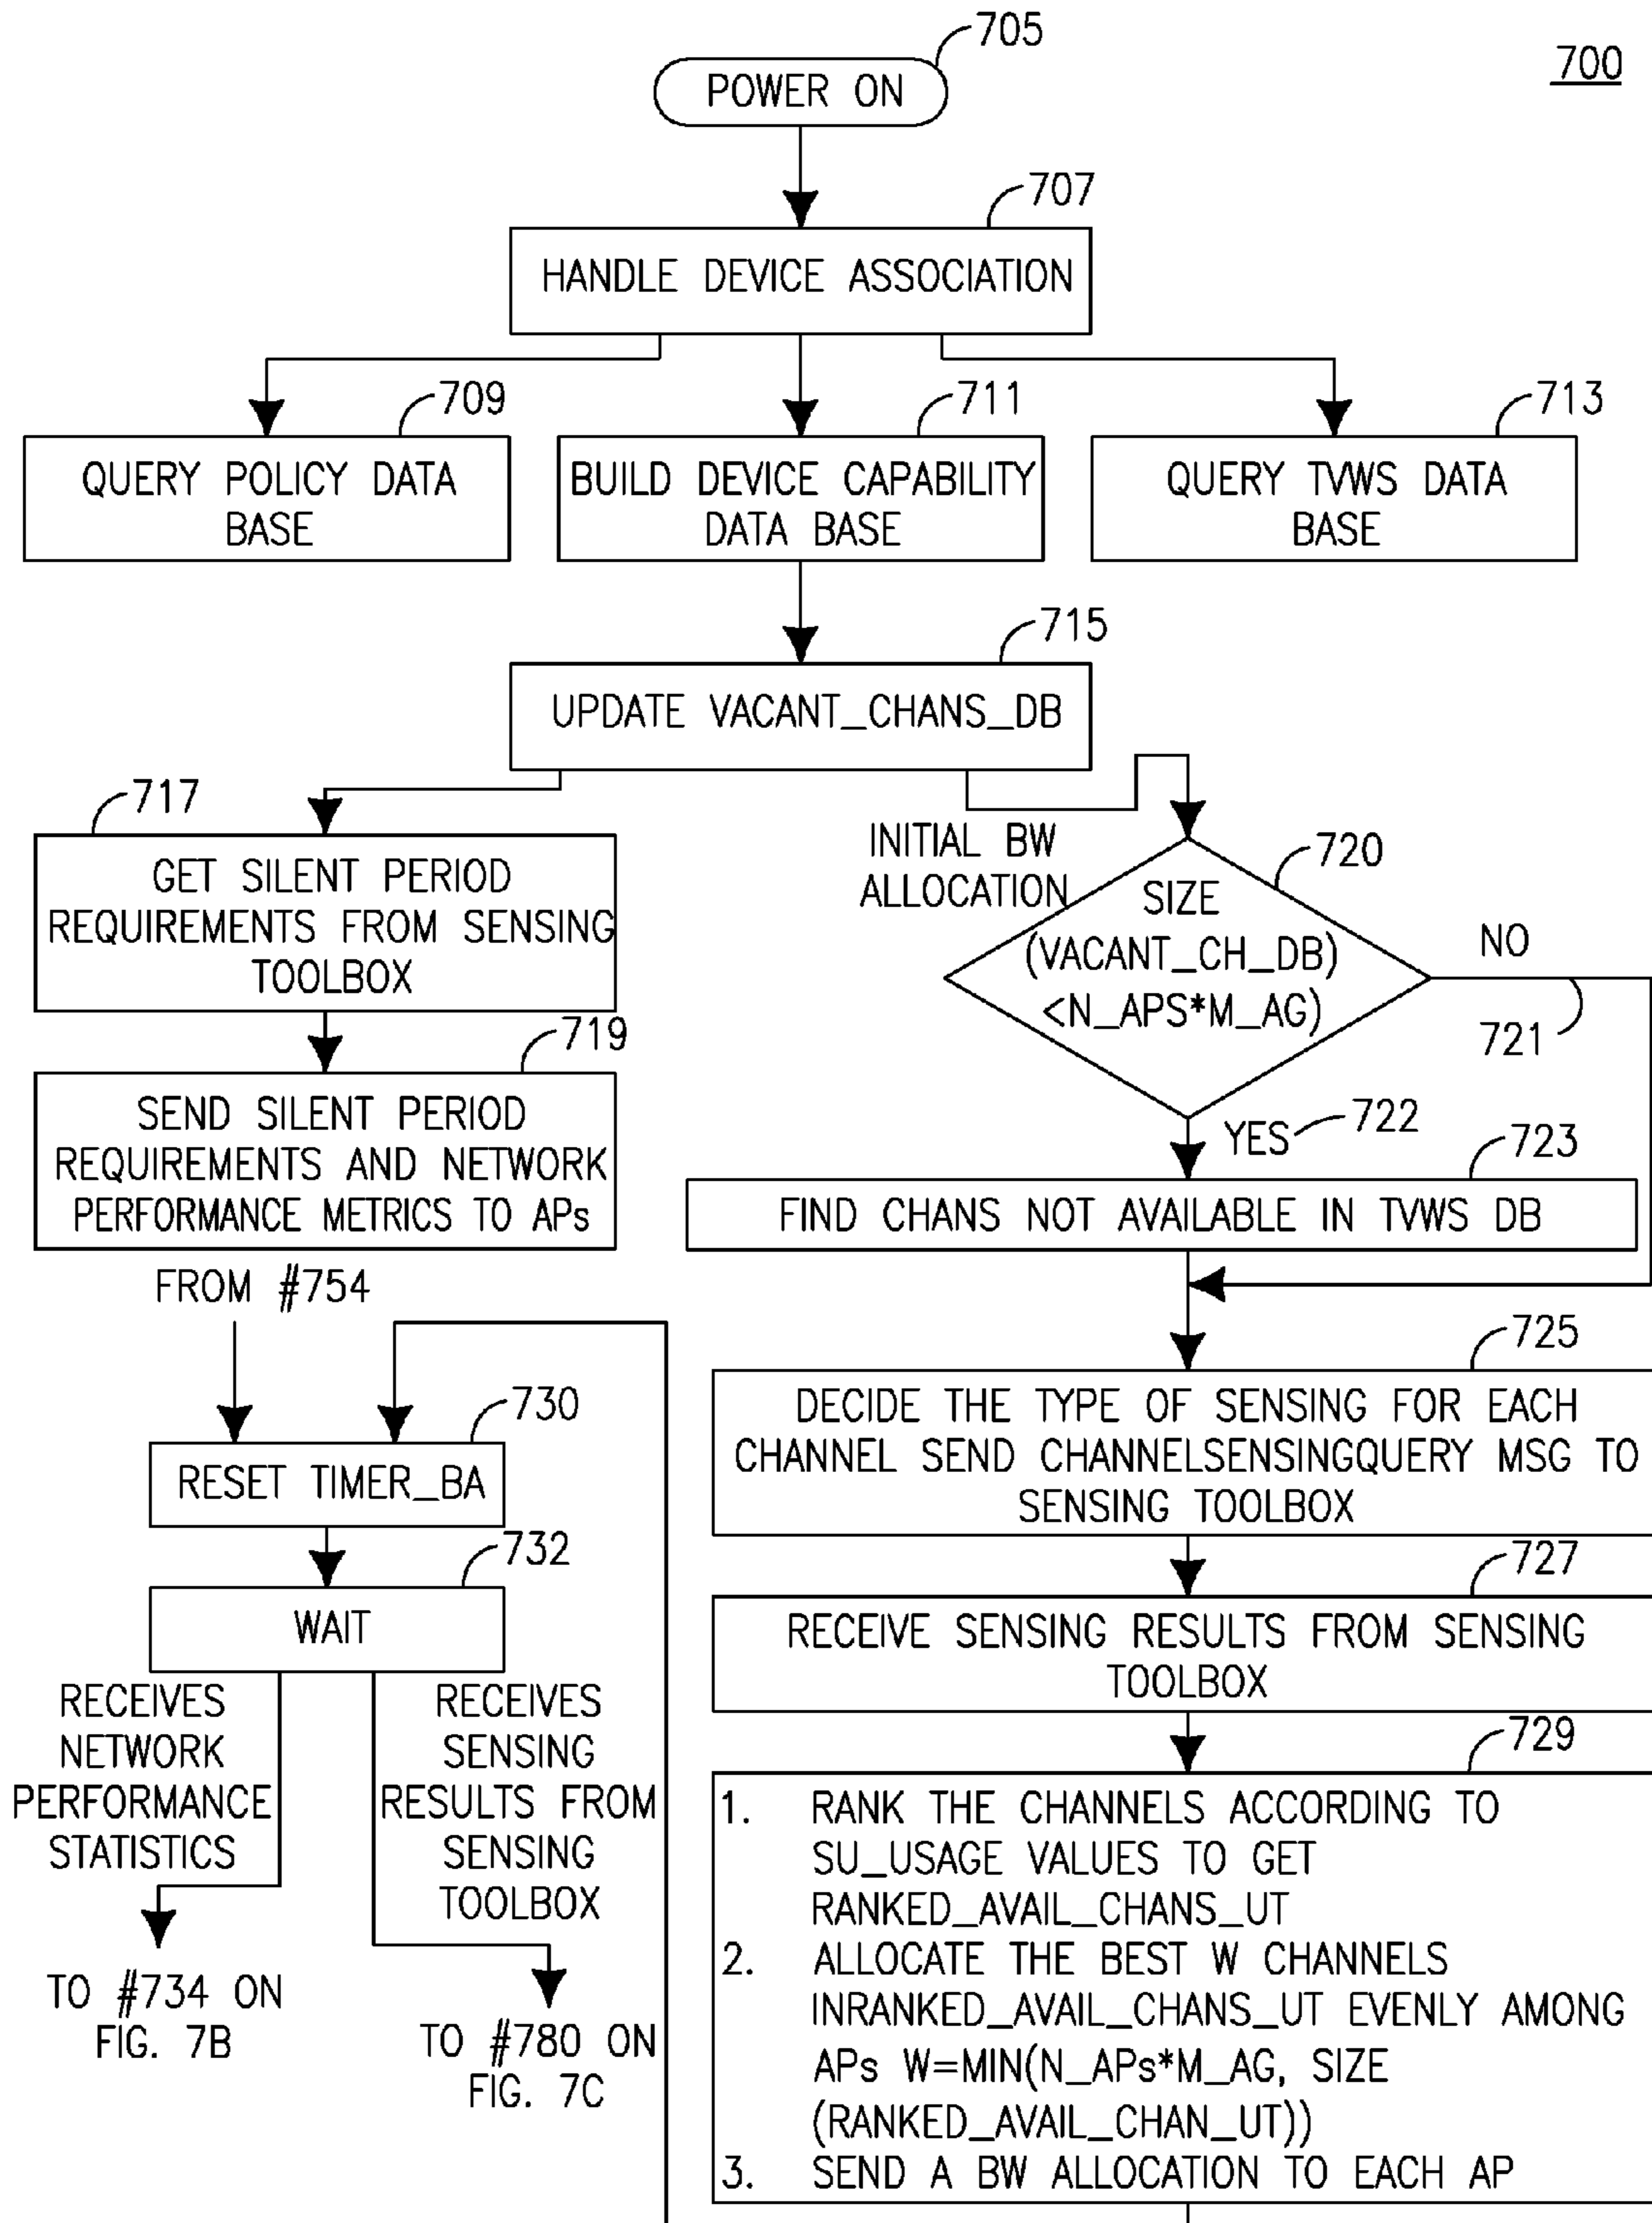 705
700
POWER ON
707
HANDLE DEVICE ASSOCIATION
709
711
713
QUERY POLICY DATA
BASE
BUILD DEVICE CAPABILITY
DATA BASE
QUERY TVWS DATA
BASE
715
UPDATE VACANT_CHANS_DB
717
GET SILENT PERIOD
REQUIREMENTS FROM SENSING
TOOLBOX
719
SEND SILENT PERIOD
REQUIREMENTS AND NETWORK
PERFORMANCE METRICS TO APs
INITIAL BW
ALLOCATION
720
SIZE
(VACANT_CH_DB)
<N_APS*M_AG)
NO
721
YES
722
723
FIND CHANS NOT AVAILABLE IN TVWS DB
725
DECIDE THE TYPE OF SENSING FOR EACH
CHANNEL SEND CHANNELSENSINGQUERY MSG TO
SENSING TOOLBOX
727
RECEIVE SENSING RESULTS FROM SENSING
TOOLBOX
729
1. RANK THE CHANNELS ACCORDING TO
SU_USAGE VALUES TO GET
RANKED_AVAIL_CHANS_UT
2. ALLOCATE THE BEST W CHANNELS
INRANKED_AVAIL_CHANS_UT EVENLY AMONG
APs W=MIN(N_APs*M_AG, SIZE
(RANKED_AVAIL_CHAN_UT))
3. SEND A BW ALLOCATION TO EACH AP
FROM #754
730
RESET TIMER_BA
732
WAIT
RECEIVES
NETWORK
PERFORMANCE
STATISTICS
RECEIVES
SENSING
RESULTS FROM
SENSING
TOOLBOX
TO #734 ON
FIG. 7B
TO #780 ON
FIG. 7C